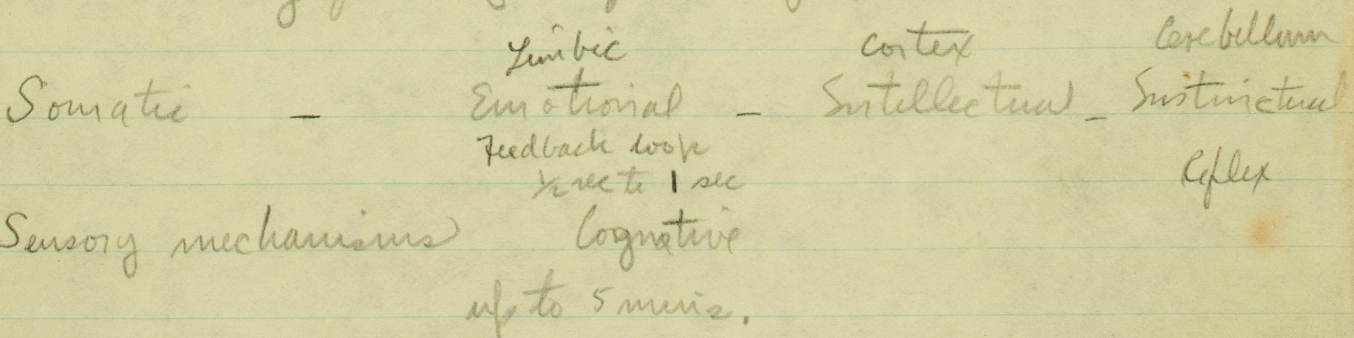 Limbic cortex Cerebellum
Somatic — Emotional — Intellectual — Instinctual
Feedback loop
½ sec to 1 sec Reflex
Sensory mechanisms Cognative
up to 5 mins.